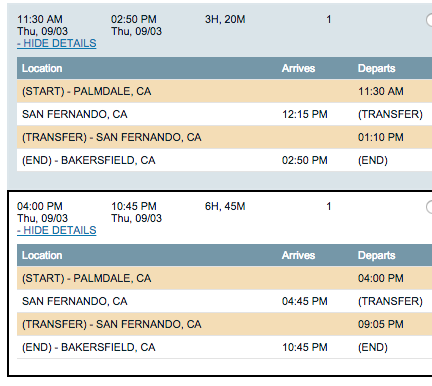 11:30 AM 02:50 PM 3H, 20M 1
Thu, 09/03 Thu, 09/03
- HIDE DETAILS
Location Arrives Departs
(START) - PALMDALE, CA 11:30 AM
SAN FERNANDO, CA 12:15 PM (TRANSFER)
(TRANSFER) - SAN FERNANDO, CA 01:10 PM
(END) - BAKERSFIELD, CA 02:50 PM (END)
04:00 PM 10:45 PM 6H, 45M 1
Thu, 09/03 Thu, 09/03
- HIDE DETAILS
Location Arrives Departs
(START) - PALMDALE, CA 04:00 PM
SAN FERNANDO, CA 04:45 PM (TRANSFER)
(TRANSFER) - SAN FERNANDO, CA 09:05 PM
(END) - BAKERSFIELD, CA 10:45 PM (END)